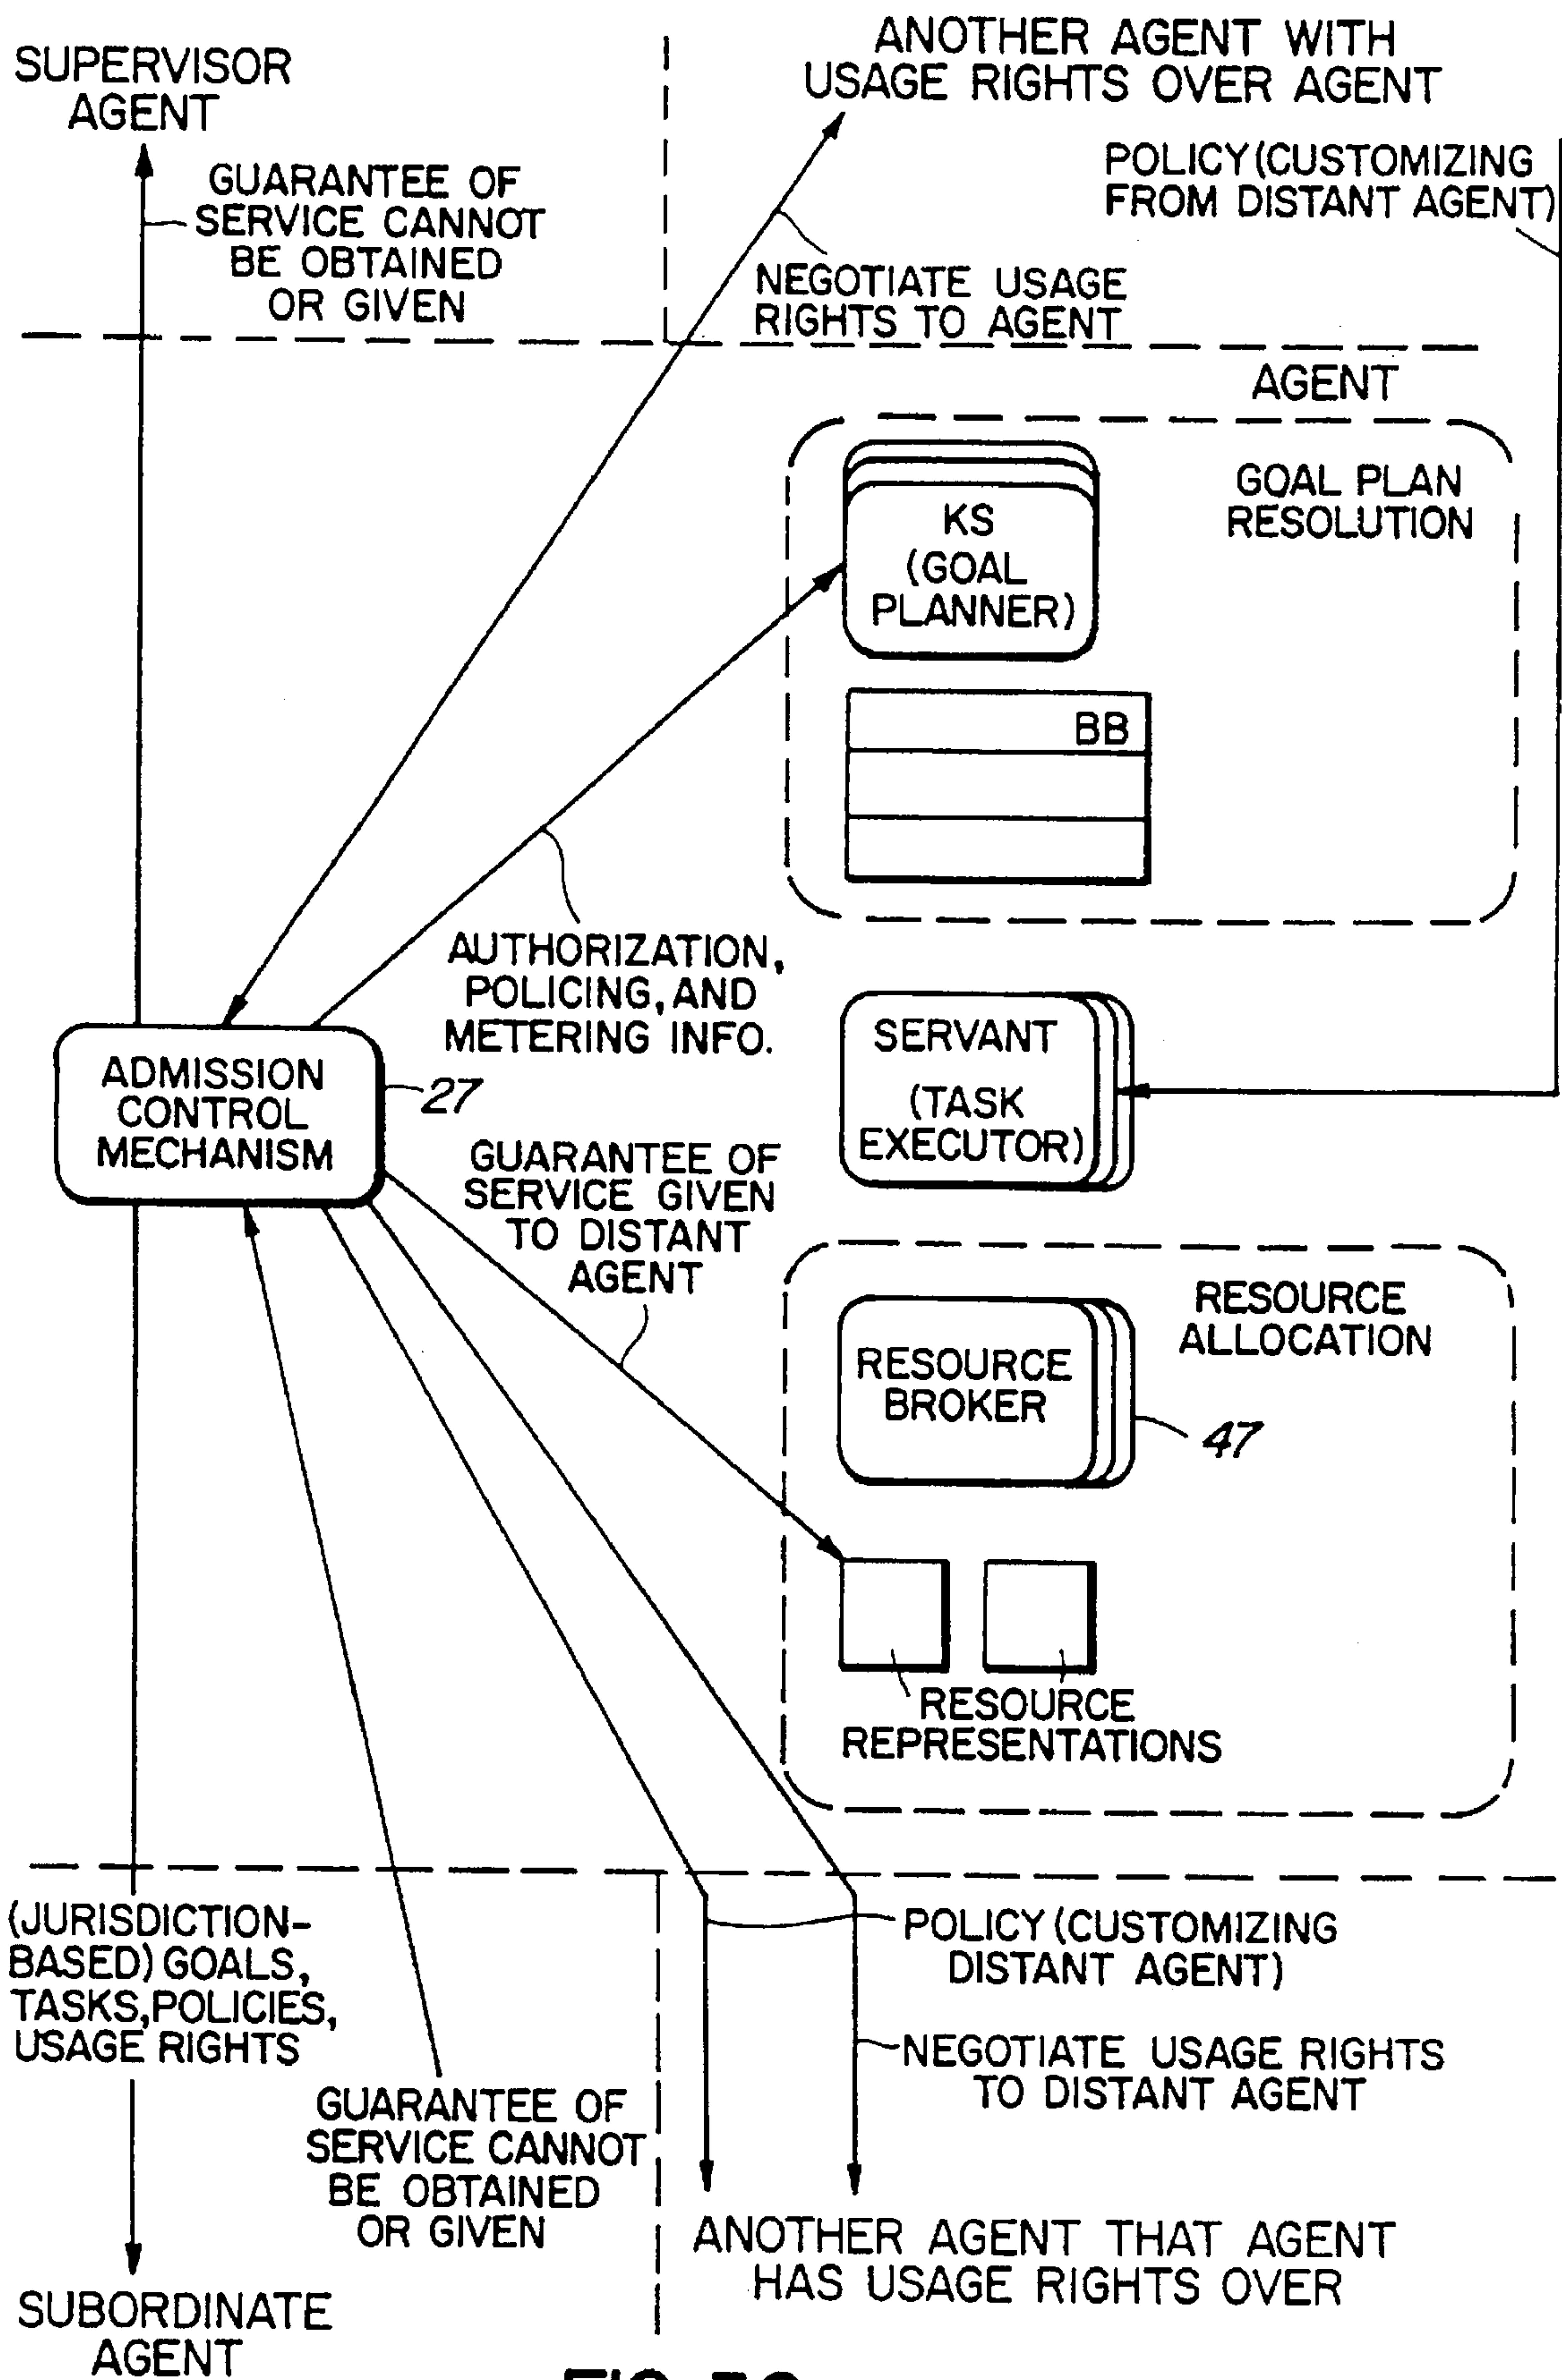 SUPERVISOR
AGENT
ANOTHER AGENT WITH
USAGE RIGHTS OVER AGENT
GUARANTEE OF
SERVICE CANNOT
BE OBTAINED
OR GIVEN
POLICY (CUSTOMIZING
FROM DISTANT AGENT)
NEGOTIATE USAGE
RIGHTS TO AGENT
AGENT
GOAL PLAN
RESOLUTION
KS
(GOAL
PLANNER)
BB
AUTHORIZATION,
POLICING, AND
METERING INFO.
SERVANT
(TASK
EXECUTOR)
ADMISSION
CONTROL
MECHANISM
27
GUARANTEE OF
SERVICE GIVEN
TO DISTANT
AGENT
RESOURCE
ALLOCATION
RESOURCE
BROKER
47
RESOURCE
REPRESENTATIONS
(JURISDICTION-
BASED) GOALS,
TASKS, POLICIES,
USAGE RIGHTS
POLICY (CUSTOMIZING
DISTANT AGENT)
NEGOTIATE USAGE RIGHTS
TO DISTANT AGENT
GUARANTEE OF
SERVICE CANNOT
BE OBTAINED
OR GIVEN
ANOTHER AGENT THAT AGENT
HAS USAGE RIGHTS OVER
SUBORDINATE
AGENT